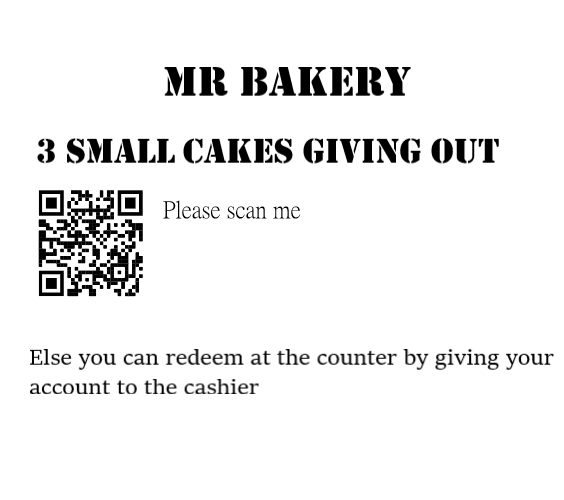 MR BAKERY
3 SMALL CAKES GIVING OUT
Please scan me
Else you can redeem at the counter by giving your
account to the cashier